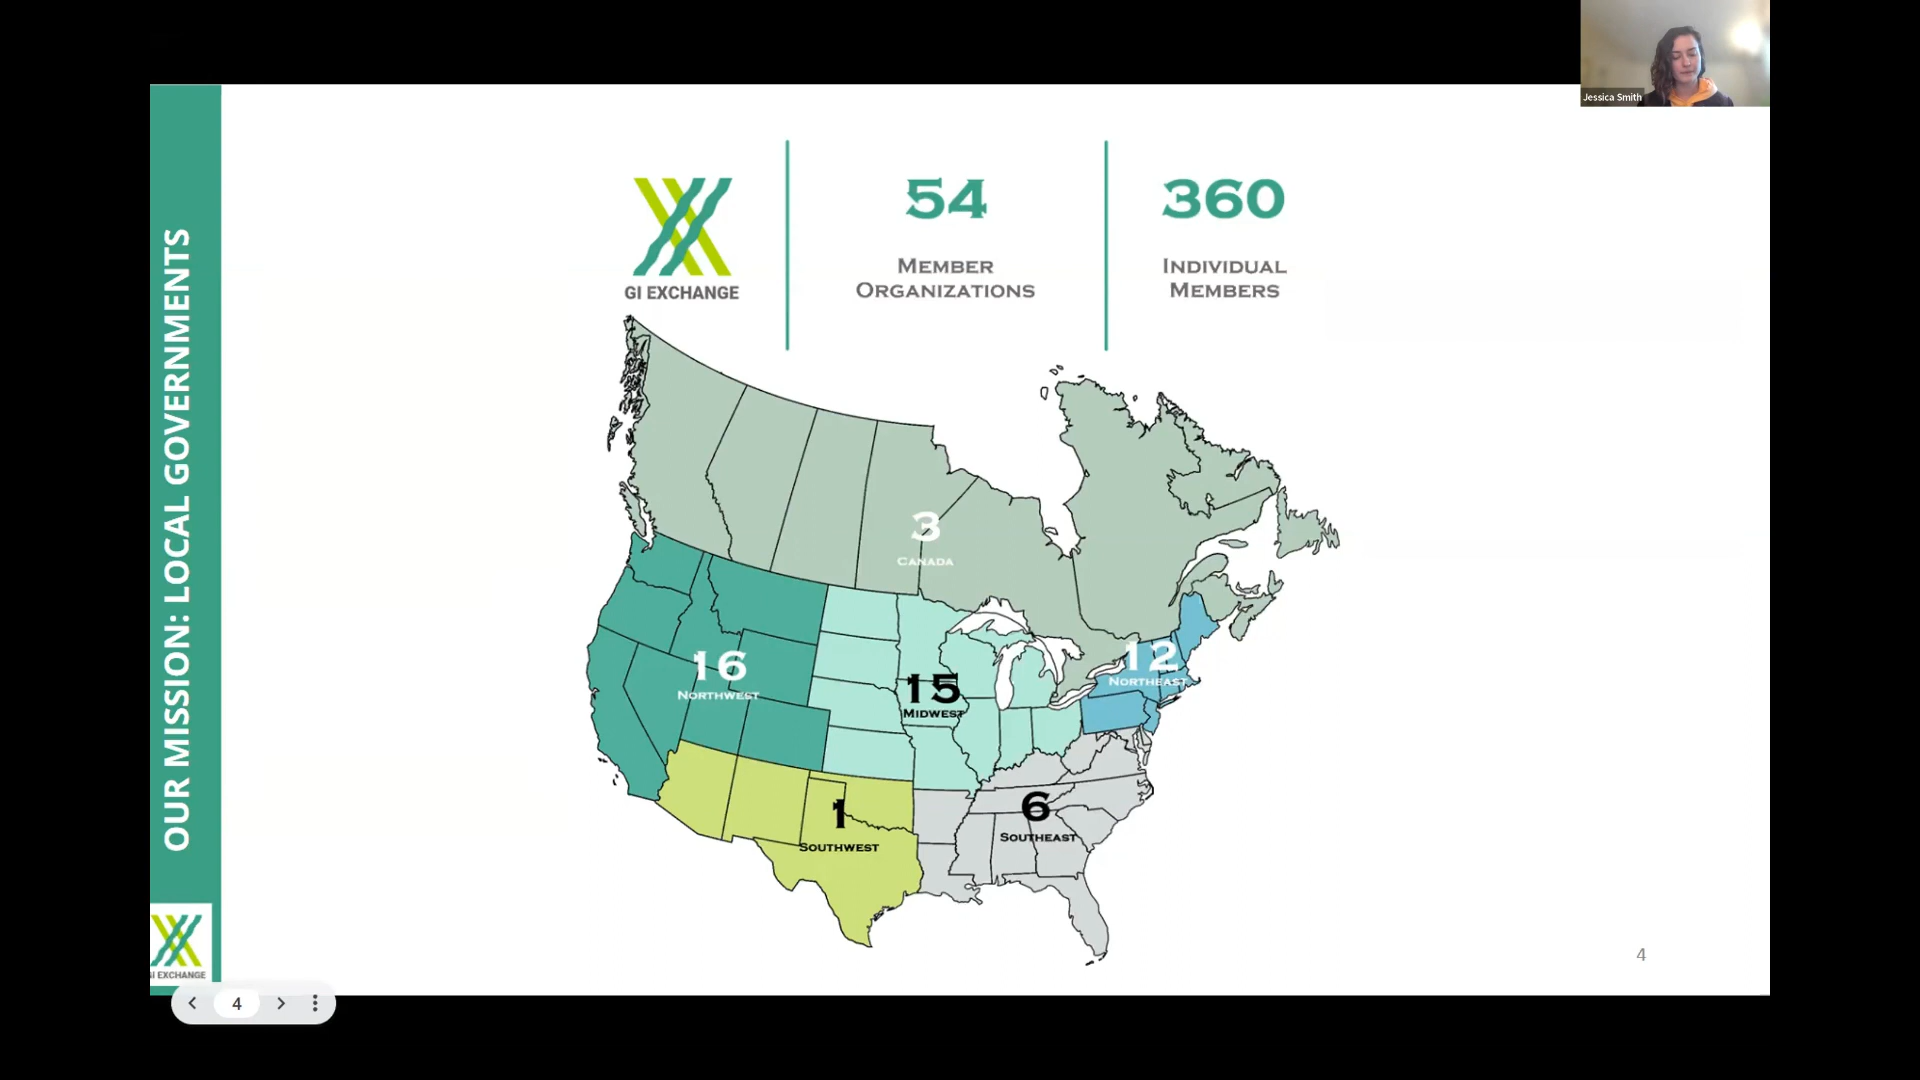 Jessica Smith
OUR MISSION: LOCAL GOVERNMENTS
GI EXCHANGE
54
MEMBER
ORGANIZATIONS
360
INDIVIDUAL
MEMBERS
3
CANADA
16
NORTHWEST
15
MIDWEST
12
NORTHEAST
1
SOUTHWEST
6
SOUTHEAST
GI EXCHANGE
4
4